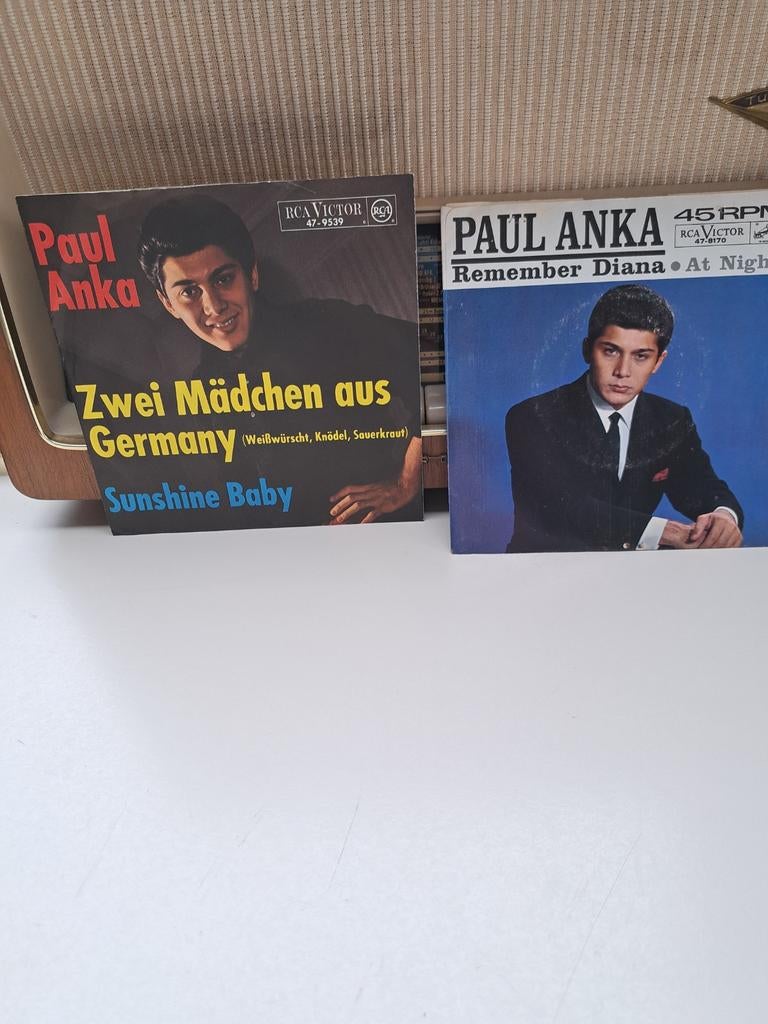 Paul
Anka
RCA VICTOR
47-9539
RCA
Zwei Mädchen aus
Germany (Weißwürscht, Knödel, Sauerkraut)
Sunshine Baby
PAUL ANKA
45 RPM
RCA VICTOR
47-8170
Remember Diana • At Nigh